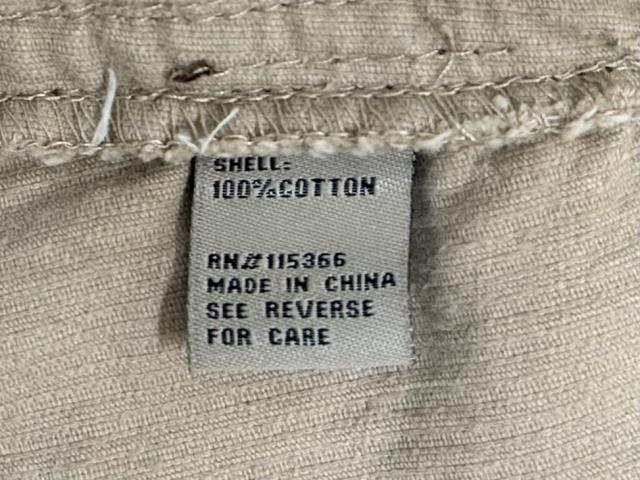 SHELL:
100%COTTON
RN#115366
MADE IN CHINA
SEE REVERSE
FOR CARE